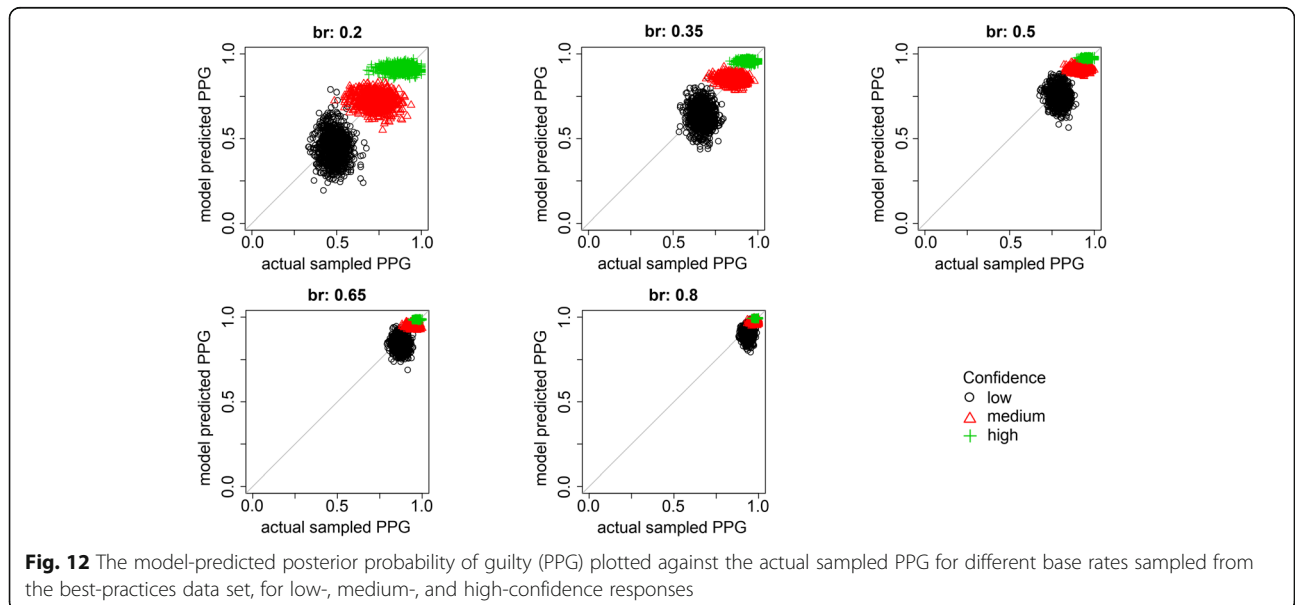 br: 0.2
br: 0.35
br: 0.5
model predicted PPG
0.0
0.5
1.0
0.0
0.5
1.0
actual sampled PPG
model predicted PPG
0.0
0.5
1.0
0.0
0.5
1.0
actual sampled PPG
model predicted PPG
0.0
0.5
1.0
0.0
0.5
1.0
actual sampled PPG
br: 0.65
br: 0.8
model predicted PPG
0.0
0.5
1.0
0.0
0.5
1.0
actual sampled PPG
model predicted PPG
0.0
0.5
1.0
0.0
0.5
1.0
actual sampled PPG
Confidence
low
medium
high
Fig. 12 The model-predicted posterior probability of guilty (PPG) plotted against the actual sampled PPG for different base rates sampled from
the best-practices data set, for low-, medium-, and high-confidence responses